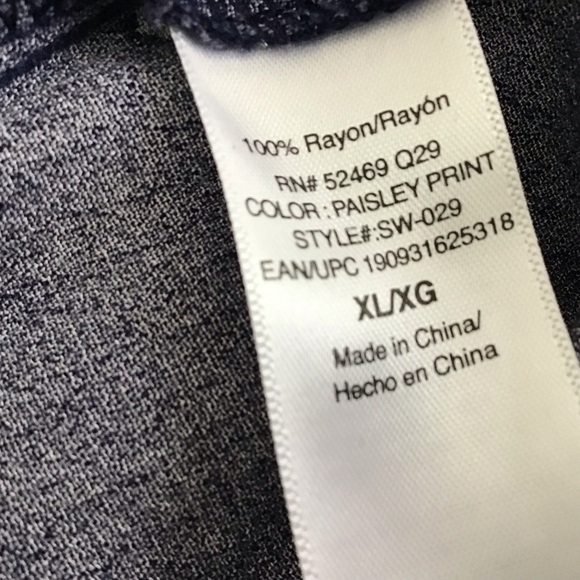 100% Rayon/Rayón
RN# 52469 Q29
COLOR : PAISLEY PRINT
STYLE#:SW-029
EAN/UPC 190931625318
XL/XG
Made in China/
Hecho en China